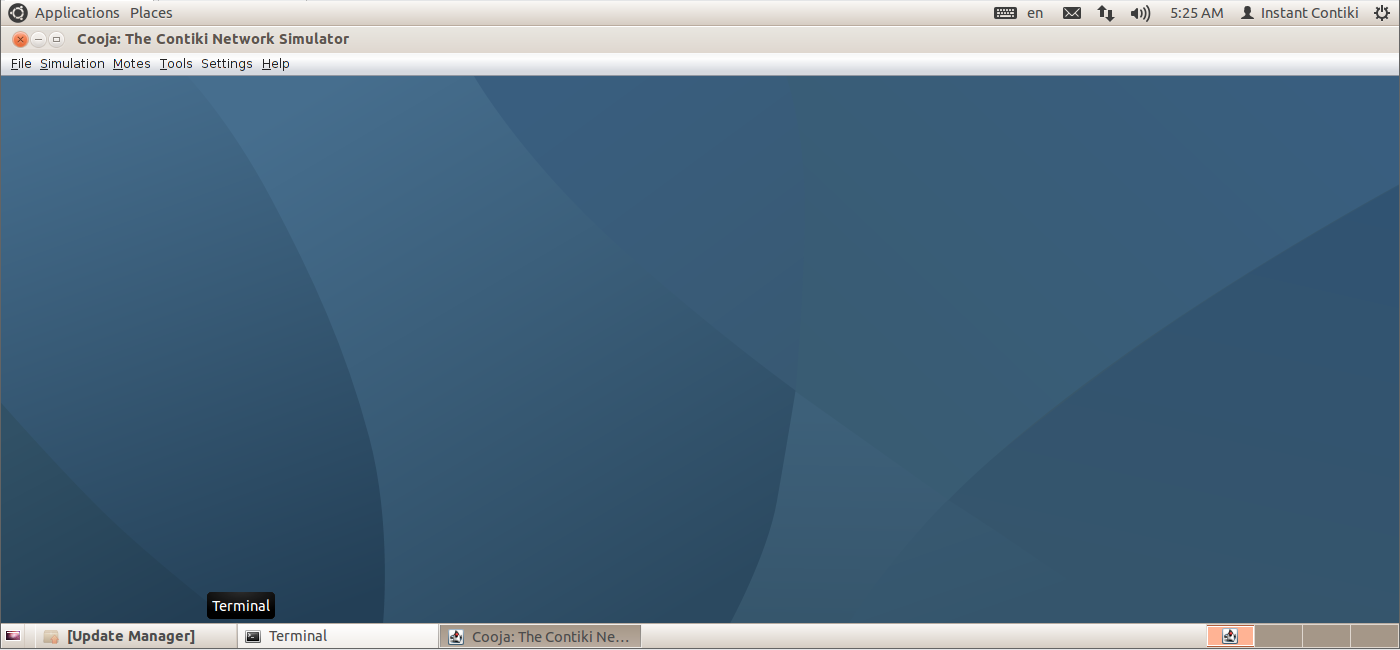 Applications Places en 5:25 AM Instant Contiki
Cooja: The Contiki Network Simulator
File Simulation Motes Tools Settings Help
Terminal
[Update Manager] Terminal Cooja: The Contiki Ne...